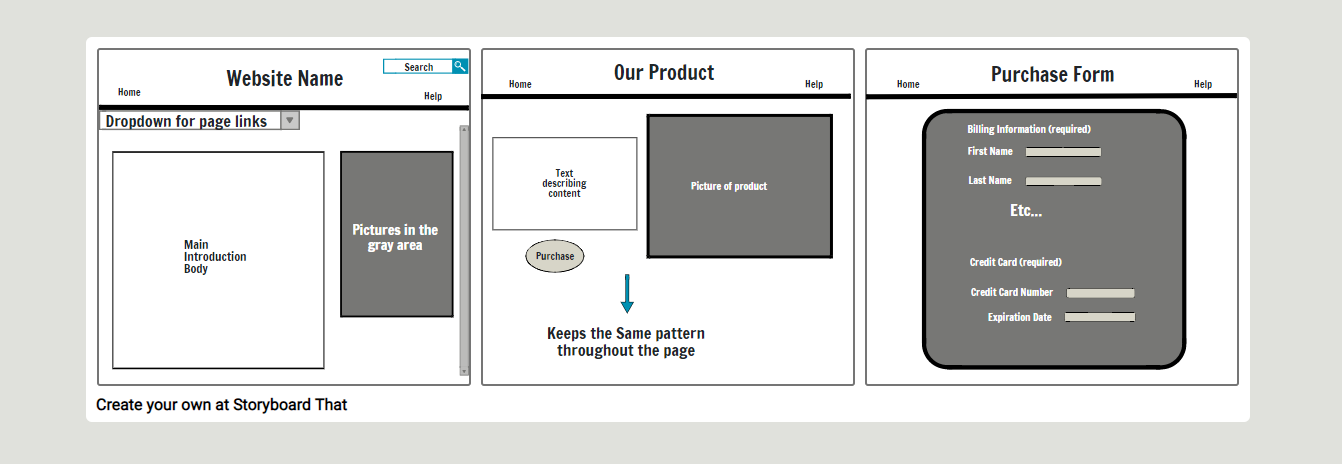 Website Name
Search
Home
Help
Dropdown for page links
Main
Introduction
Body
Pictures in the
gray area
Our Product
Home
Help
Text
describing
content
Picture of product
Purchase
Keeps the Same pattern
throughout the page
Purchase Form
Home
Help
Billing Information (required)
First Name
Last Name
Etc...
Credit Card (required)
Credit Card Number
Expiration Date
Create your own at Storyboard That